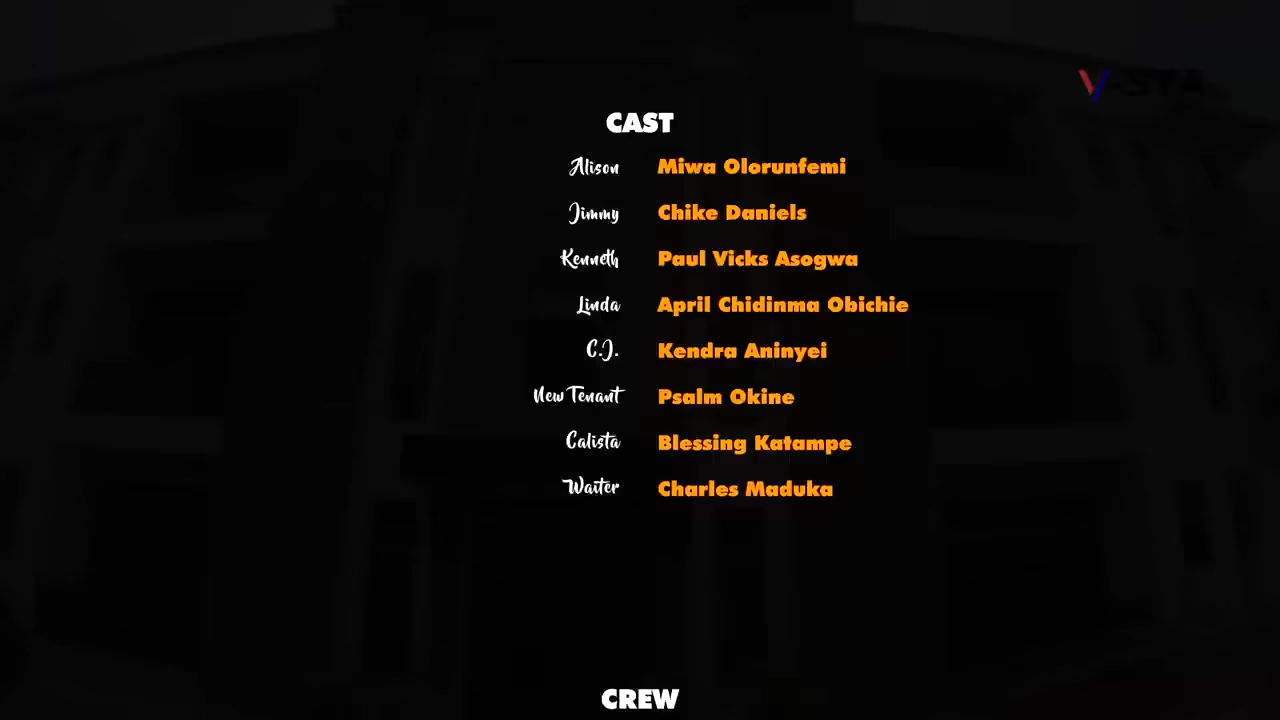 CAST
Alison Miwa Olorunfemi
Jimmy Chike Daniels
Kenneth Paul Vicks Asogwa
Linda April Chidinma Obichie
C.J. Kendra Aninyei
New Tenant Psalm Okine
Calista Blessing Katampe
Waiter Charles Maduka
CREW